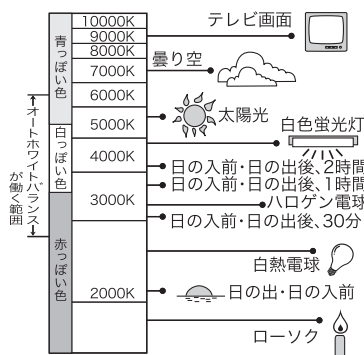 10000K
9000K
8000K
7000K
6000K
5000K
4000K
3000K
2000K
青っぽい色
白っぽい色
赤っぽい色
オートホワイトバランス
が働く範囲
テレビ画面
曇り空
太陽光
白色蛍光灯
日の入前・日の出後、2時間
日の入前・日の出後、1時間
ハロゲン電球
日の入前・日の出後、30分
白熱電球
日の出・日の入前
ローソク